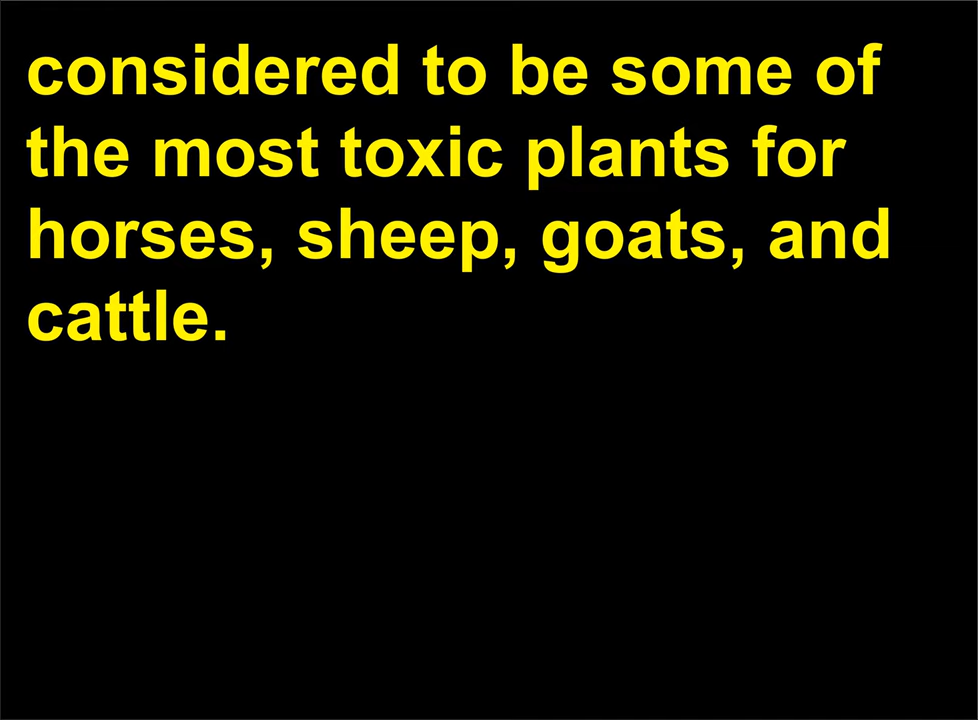 considered to be some of
the most toxic plants for
horses, sheep, goats, and
cattle.